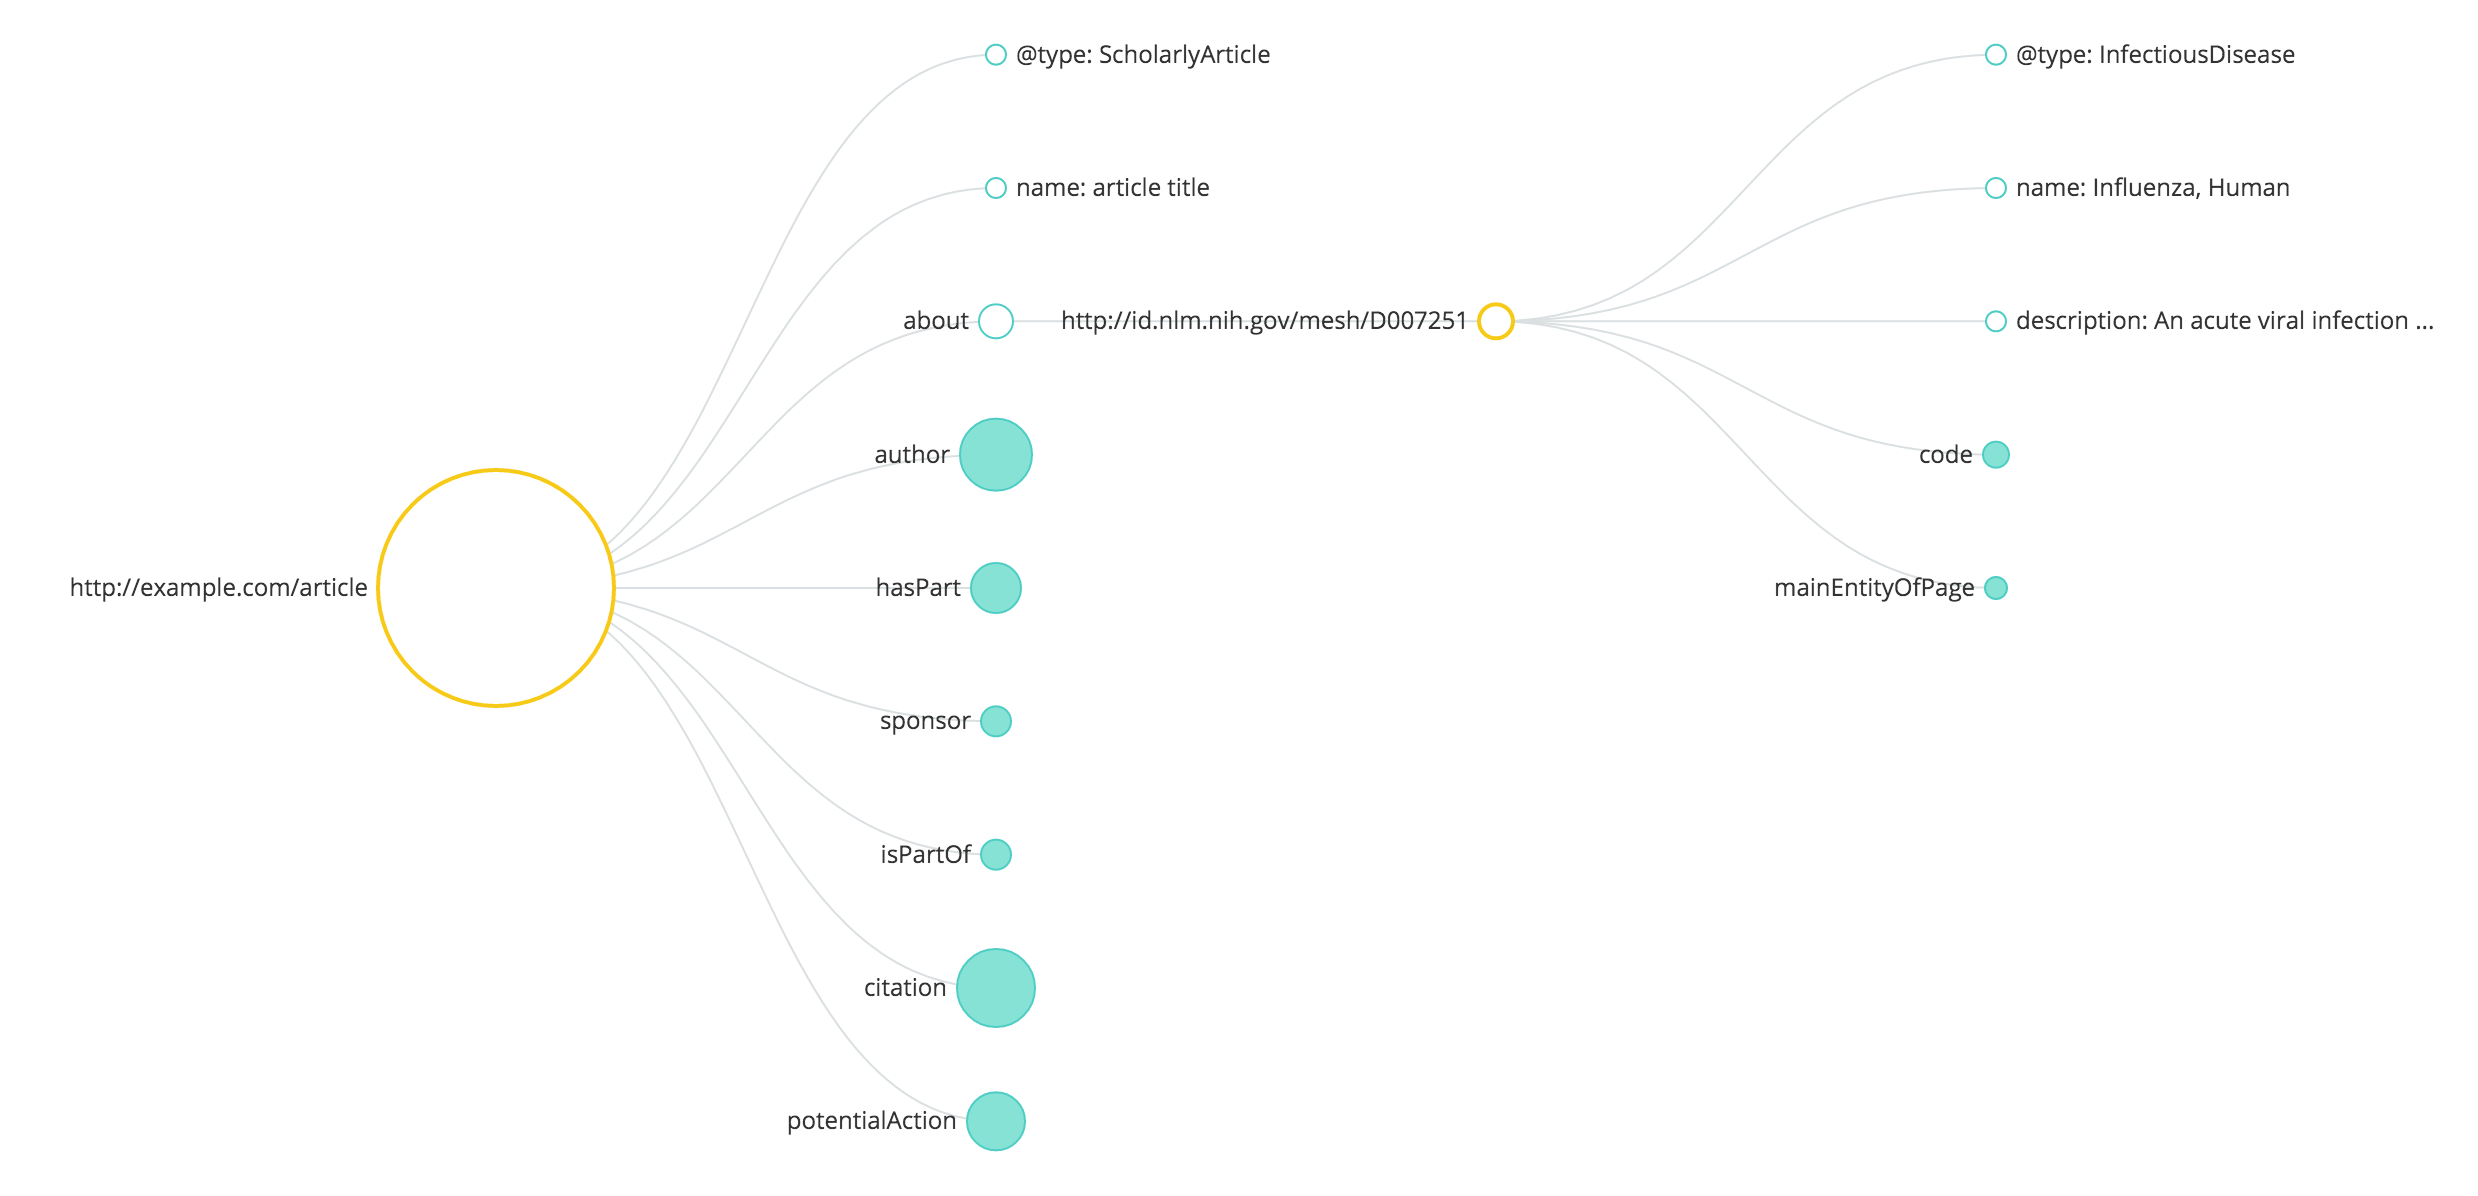 @type: ScholarlyArticle
name: article title
about
author
http://example.com/article
hasPart
sponsor
isPartOf
citation
potentialAction
http://id.nlm.nih.gov/mesh/D007251
@type: InfectiousDisease
name: Influenza, Human
description: An acute viral infection ...
code
mainEntityOfPage